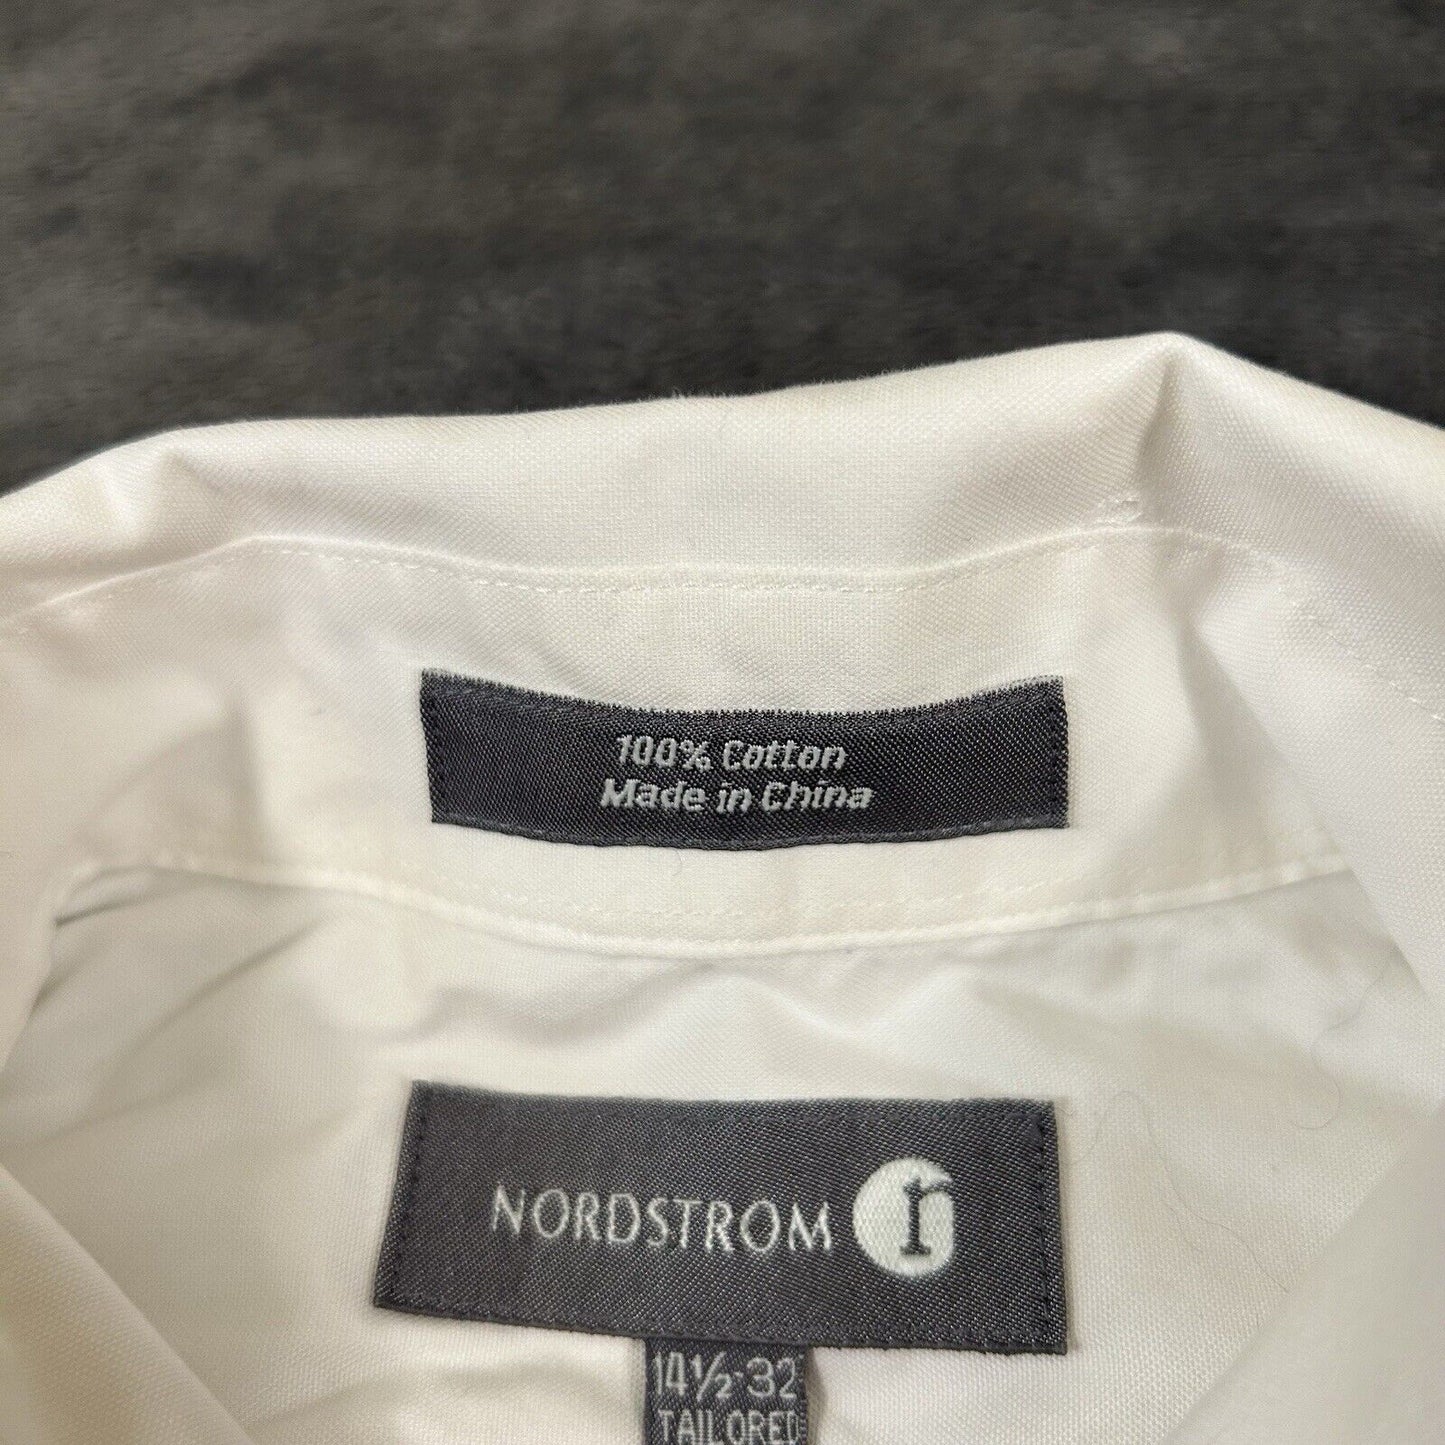 100% Cotton
Made in China
NORDSTROM r
14½-32
TAILORED